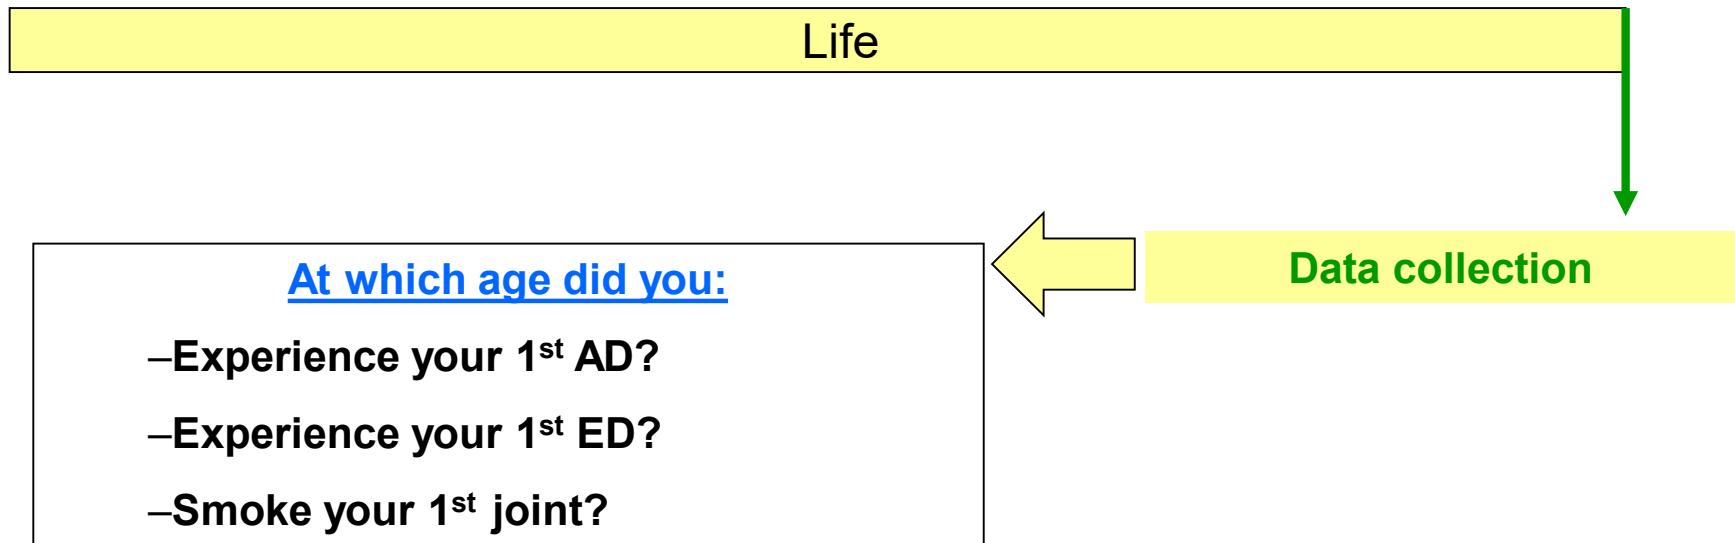 Life
Data collection
At which age did you:
–Experience your 1st AD?
–Experience your 1st ED?
–Smoke your 1st joint?